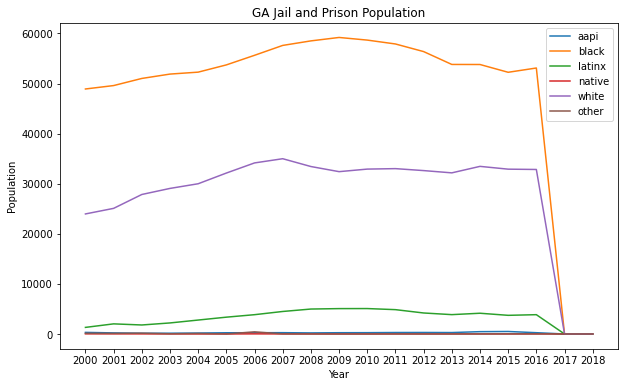 GA Jail and Prison Population
60000
50000
40000
30000
20000
10000
0
Population
aapi
black
latinx
native
white
other
2000 2001 2002 2003 2004 2005 2006 2007 2008 2009 2010 2011 2012 2013 2014 2015 2016 2017 2018
Year